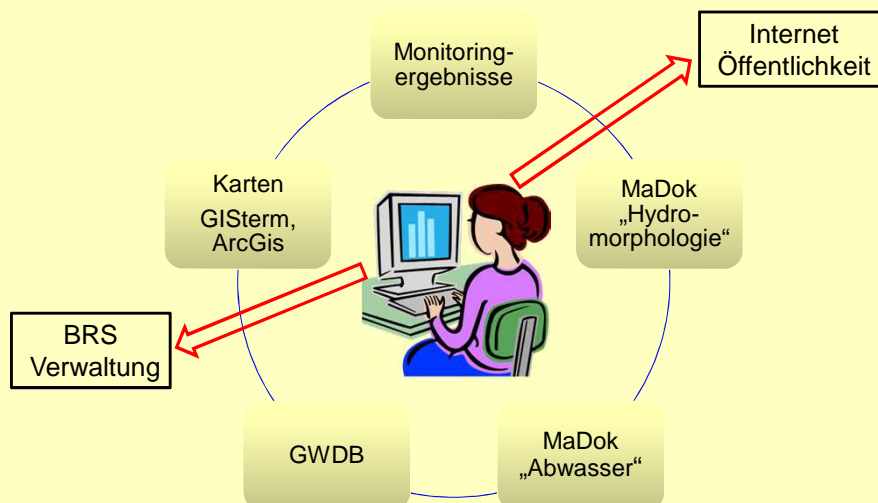 Monitoring-
ergebnisse
Internet
Öffentlichkeit
Karten
GISterm,
ArcGis
MaDok
„Hydro-
morphologie“
BRS
Verwaltung
GWDB
MaDok
„Abwasser“